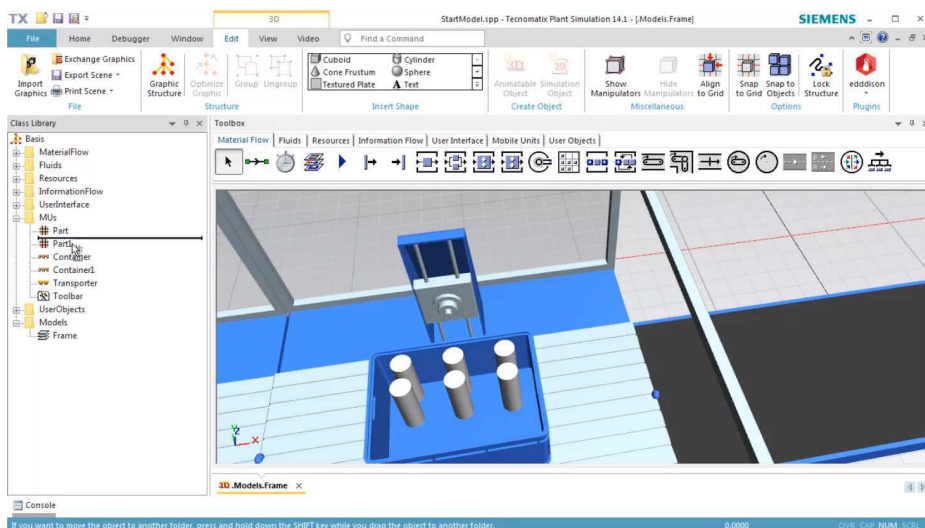 TX
3D
StartModel.spp - Tecnomatix Plant Simulation 14.1 - [.Models.Frame]
SIEMENS
File Home Debugger Window Edit View Video Find a Command
Import Graphics
Exchange Graphics
Export Scene
Print Scene
File
Graphic Structure
Optimize Graphic
Group
Ungroup
Structure
Cuboid Cylinder
Cone Frustum Sphere
Textured Plate A Text
Insert Shape
3D
Animatable Object
Simulation Object
Create Object
Show Manipulators
Hide Manipulators
Align to Grid
Miscellaneous
Snap to Grid
Snap to Objects
Lock Structure
Options
edddison
Plugins
Class Library
Toolbox
Basis
MaterialFlow
Fluids
Resources
InformationFlow
UserInterface
MUs
Part
Part1
Container
Container1
Transporter
Toolbar
UserObjects
Models
Frame
Material Flow Fluids Resources Information Flow User Interface Mobile Units User Objects
Z
X
3D .Models.Frame
Console
If you want to move the object to another folder, press and hold down the SHIFT key while you drag the object to another folder.
0.0000
OVR CAP NUM SCRL